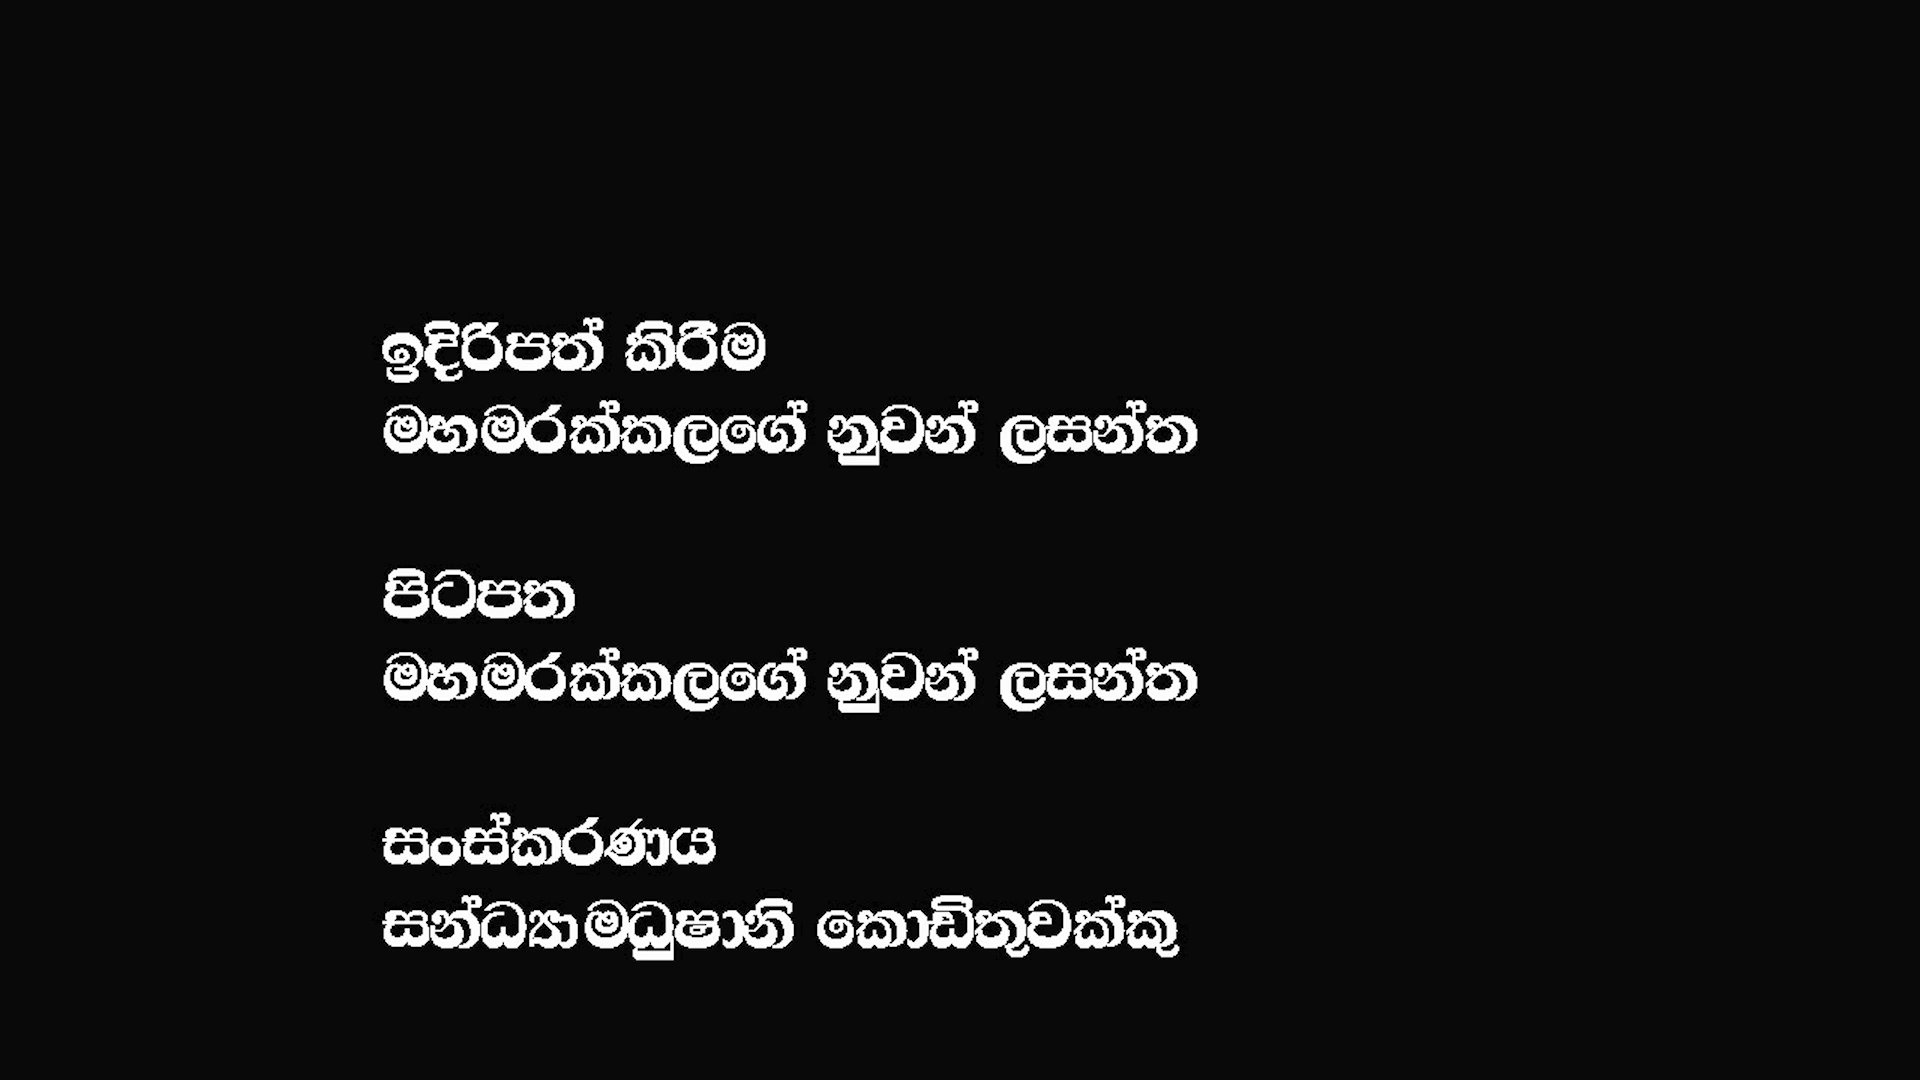 ඉදිරිපත් කිරීම
මහමරක්කලගේ නුවන් ලසන්ත
පිටපත
මහමරක්කලගේ නුවන් ලසන්ත
සංස්කරණය
සන්ධ්‍යා මධුෂානි කොඩිතුවක්කු